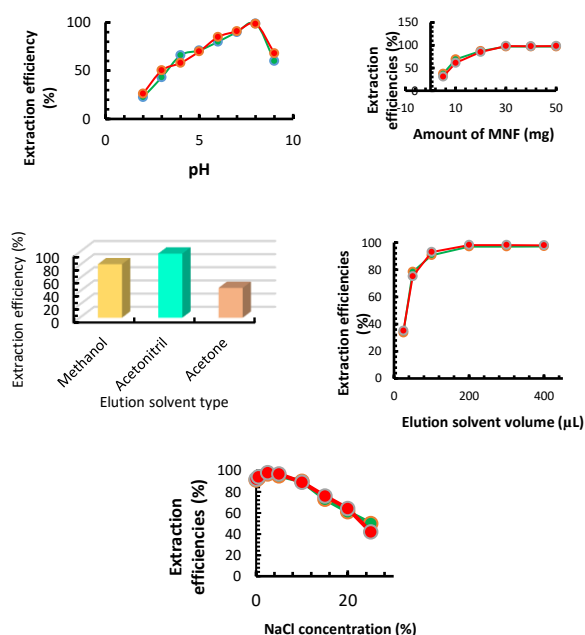 Extraction effidency
(%)
100
50
0
0
5
10
pH
Extraction
efficiencies (%)
150
100
50
0
-10
10
30
50
Amount of MNF (mg)
Extraction efficiency (%)
100
80
60
40
20
0
Methanol
Acetonitril
Acetone
Elution solvent type
Extraction efficiencies
(%)
100
80
60
40
20
0
0
200
400
Elution solvent volume (µL)
Extraction
efficiencies (%)
100
80
60
40
20
0
0
20
NaCl concentration (%)